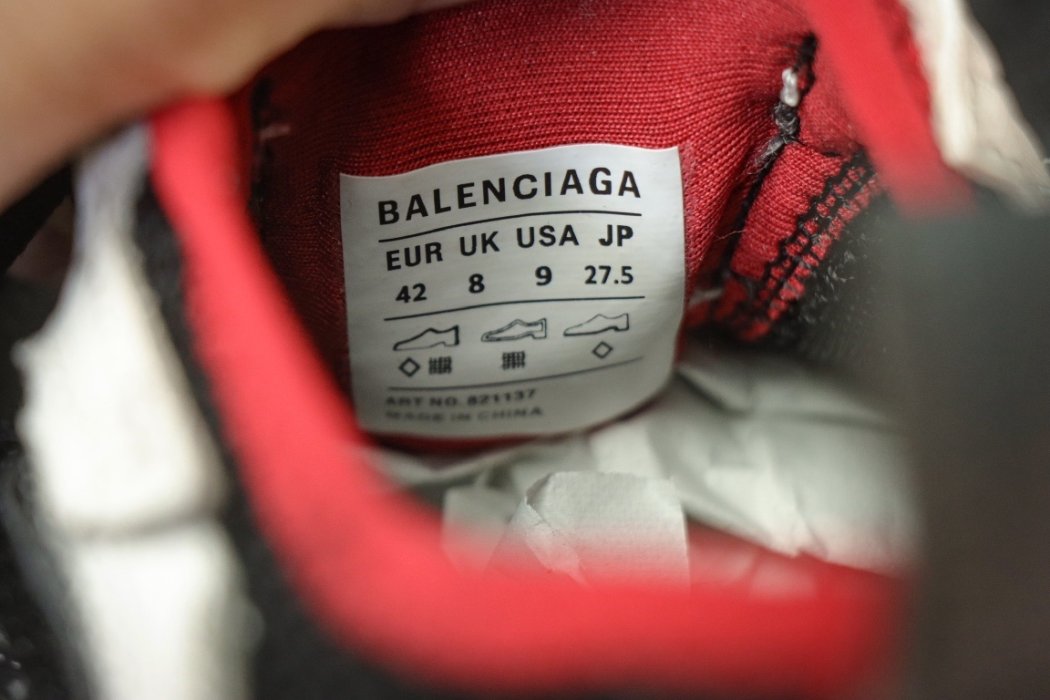 BALENCIAGA
EUR UK USA JP
42 8 9 27.5
ART NO. 821137
MADE IN CHINA